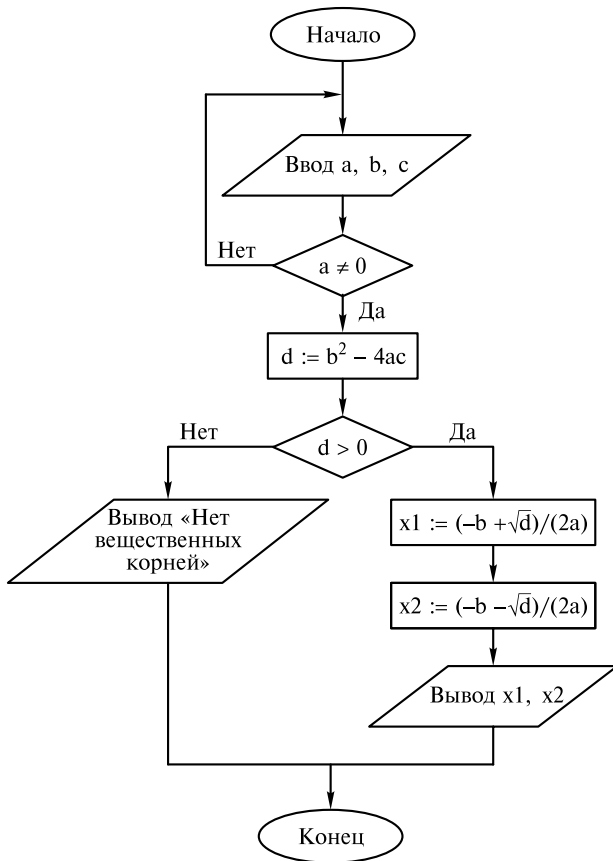 Начало
Ввод a, b, c
Нет
a ≠ 0
Да
d := b² − 4ac
Нет
d > 0
Да
Вывод «Нет
вещественных
корней»
x1 := (−b +√d)/(2a)
x2 := (−b −√d)/(2a)
Вывод x1, x2
Конец